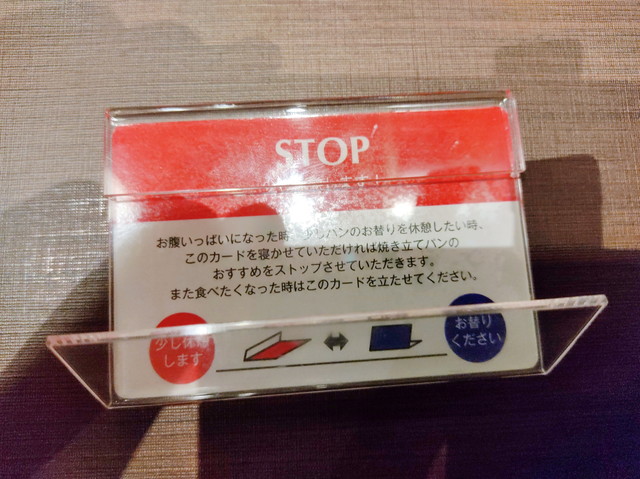 STOP
お腹いっぱいになった時、少しパンのお替りを休憩したい時、
このカードを寝かせていただければ焼き立てパンの
おすすめをストップさせていただきます。
また食べたくなった時はこのカードを立たせてください。
少し休憩
します
お替り
ください